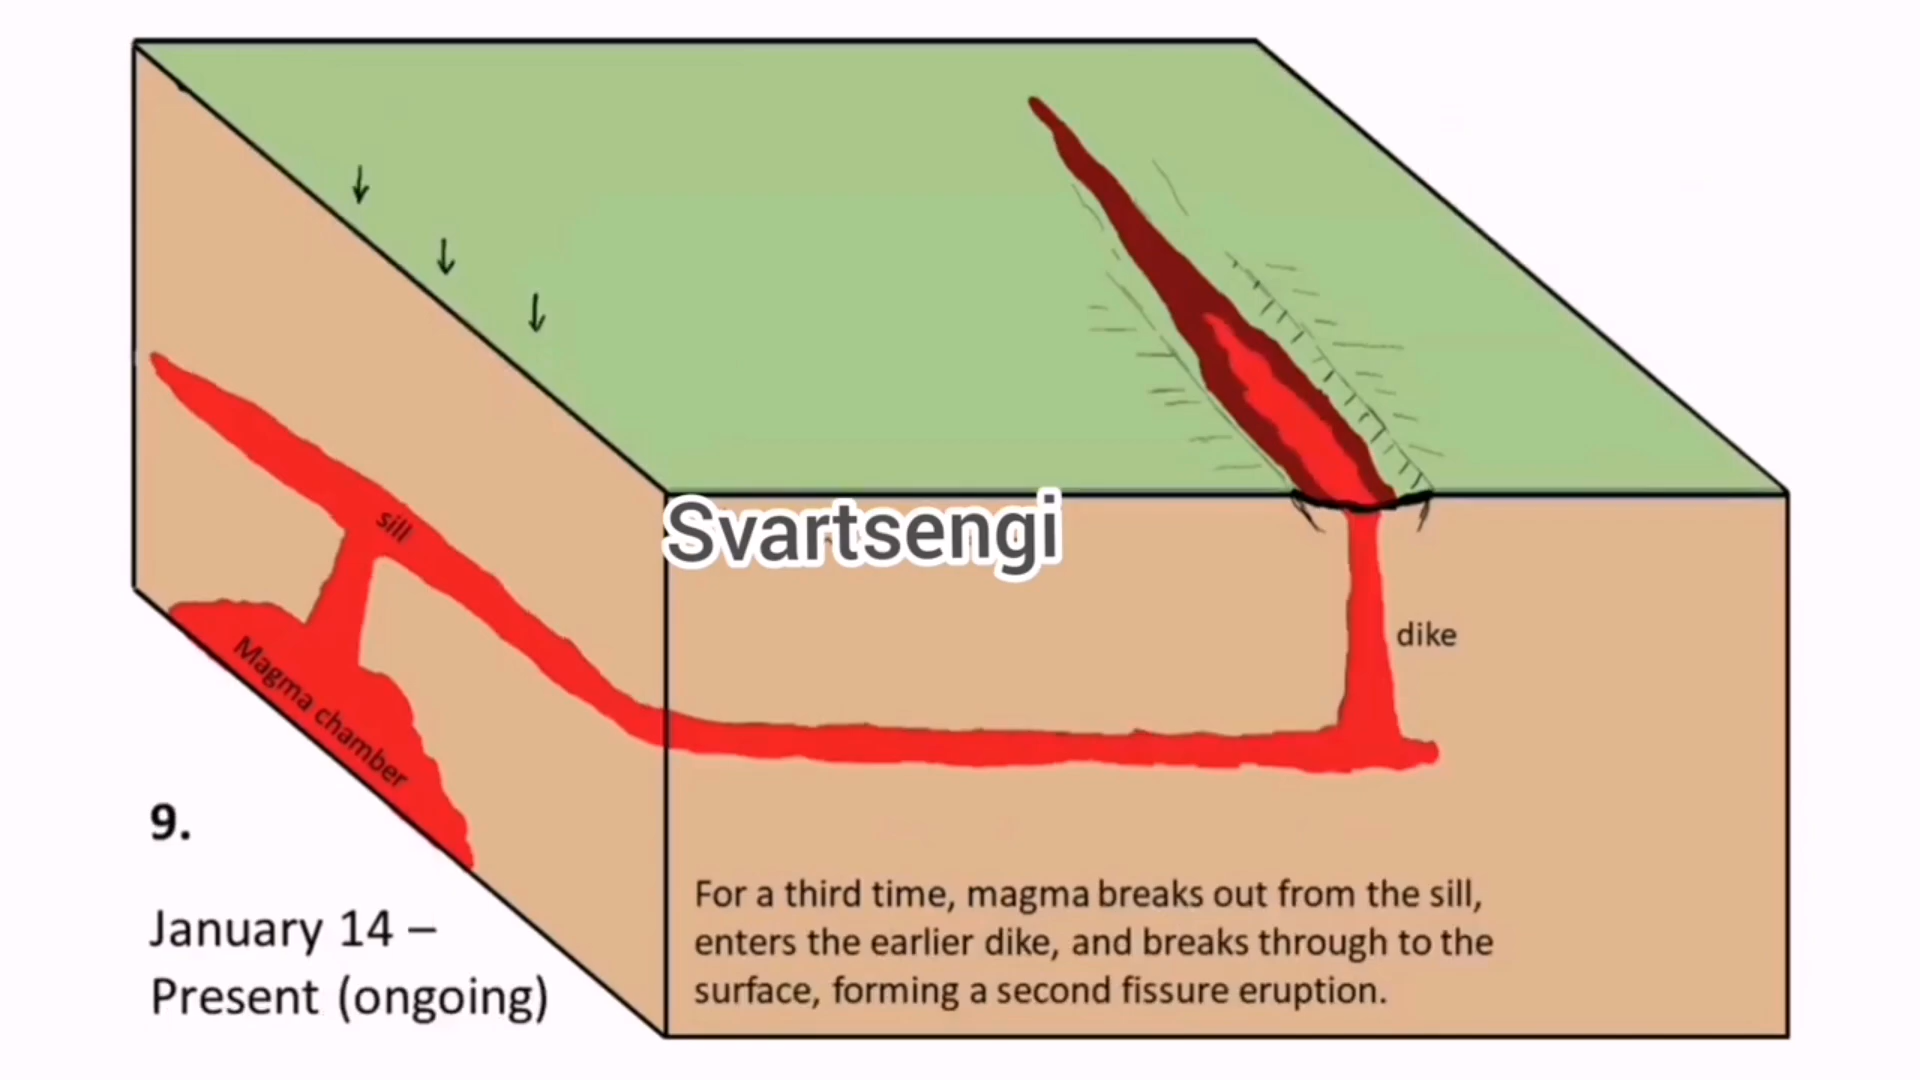 Svartsengi
sill
dike
Magma chamber
9.
January 14 –
Present (ongoing)
For a third time, magma breaks out from the sill,
enters the earlier dike, and breaks through to the
surface, forming a second fissure eruption.